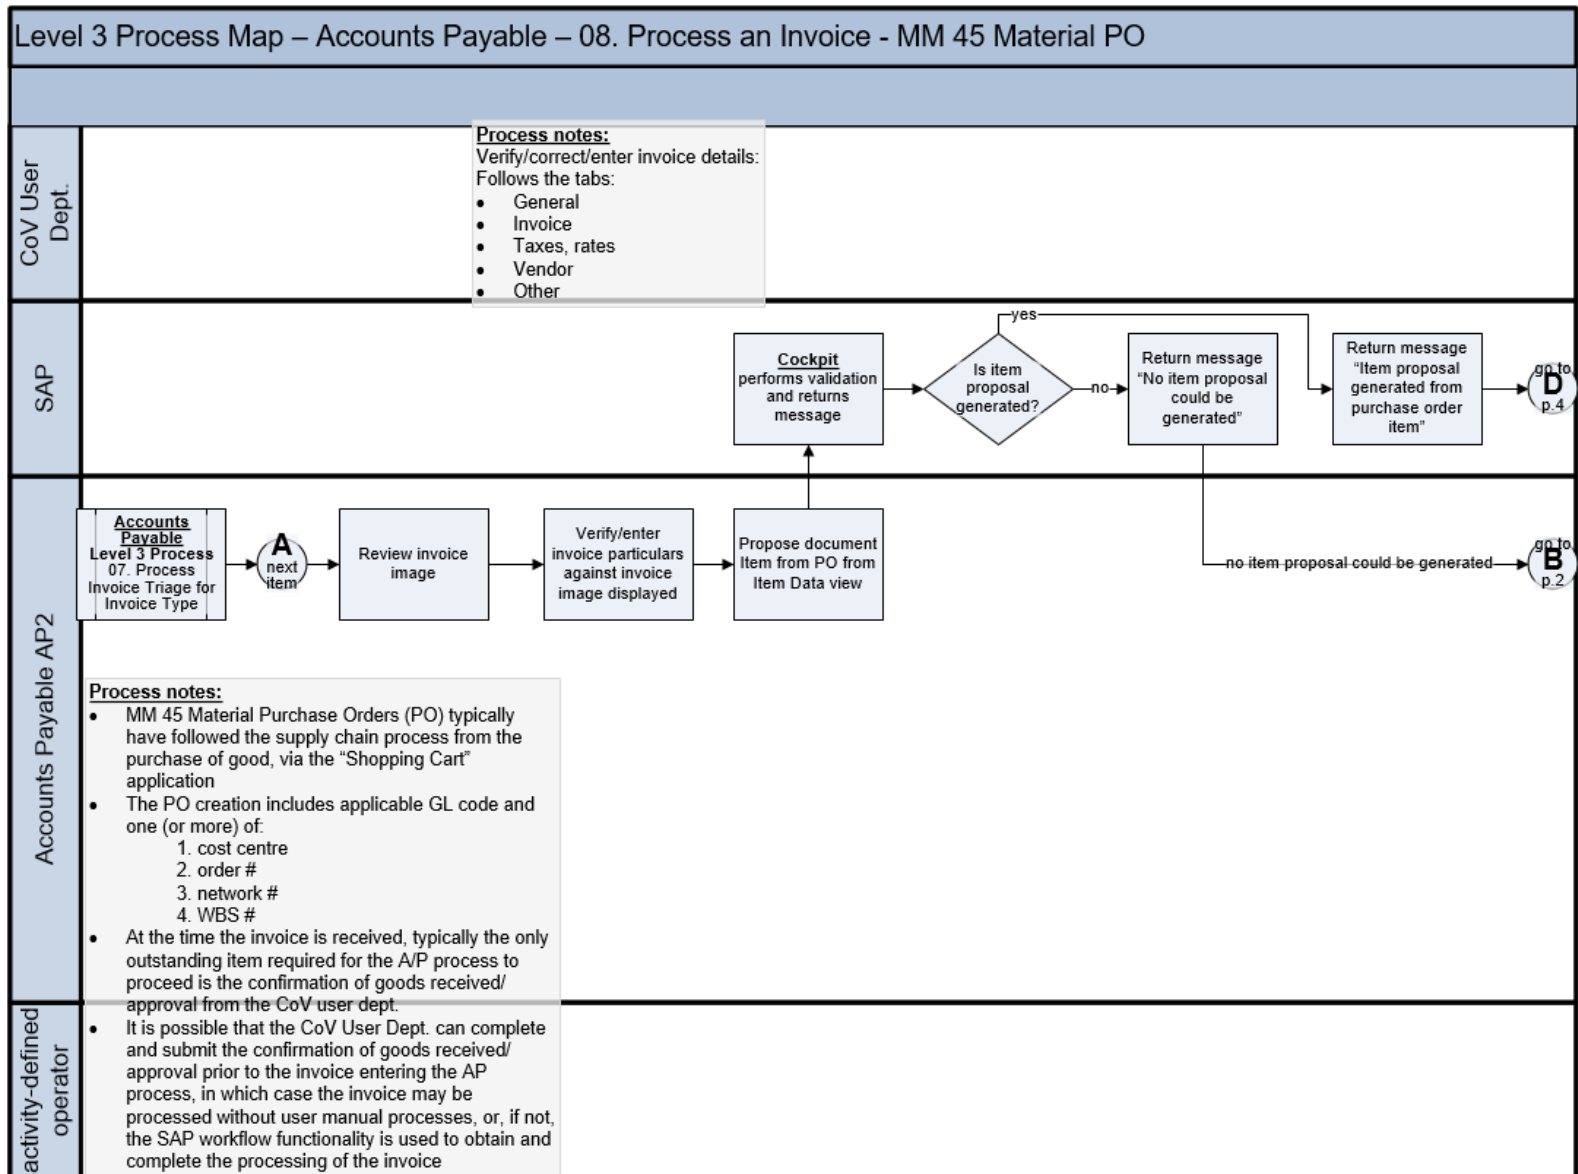 Level 3 Process Map – Accounts Payable – 08. Process an Invoice - MM 45 Material PO
CoV User
Dept.
Process notes:
Verify/correct/enter invoice details:
Follows the tabs:
• General
• Invoice
• Taxes, rates
• Vendor
• Other
SAP
Cockpit
performs validation
and returns
message
Is item
proposal
generated?
yes
no
Return message
“No item proposal
could be
generated”
Return message
“Item proposal
generated from
purchase order
item”
go to
D
p.4
Accounts Payable AP2
Accounts
Payable
Level 3 Process
07. Process
Invoice Triage for
Invoice Type
A
next
item
Review invoice
image
Verify/enter
invoice particulars
against invoice
image displayed
Propose document
Item from PO from
Item Data view
no item proposal could be generated
go to
B
p.2
Process notes:
• MM 45 Material Purchase Orders (PO) typically
have followed the supply chain process from the
purchase of good, via the “Shopping Cart”
application
• The PO creation includes applicable GL code and
one (or more) of:
1. cost centre
2. order #
3. network #
4. WBS #
• At the time the invoice is received, typically the only
outstanding item required for the A/P process to
proceed is the confirmation of goods received/
approval from the CoV user dept.
• It is possible that the CoV User Dept. can complete
and submit the confirmation of goods received/
approval prior to the invoice entering the AP
process, in which case the invoice may be
processed without user manual processes, or, if not,
the SAP workflow functionality is used to obtain and
complete the processing of the invoice
activity-defined
operator